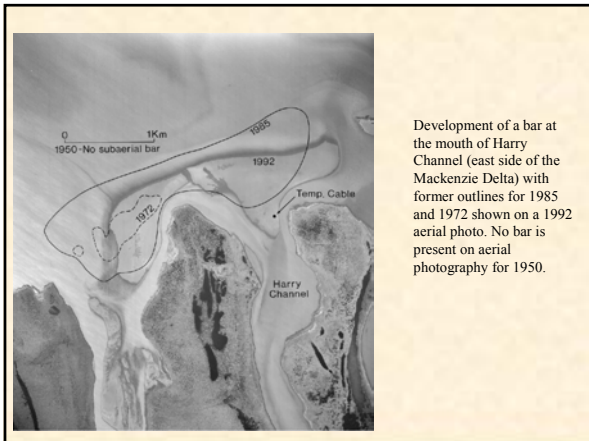 0 1Km
1950-No subaerial bar
1985
1992
1972
Temp. Cable
Harry
Channel
Development of a bar at
the mouth of Harry
Channel (east side of the
Mackenzie Delta) with
former outlines for 1985
and 1972 shown on a 1992
aerial photo. No bar is
present on aerial
photography for 1950.